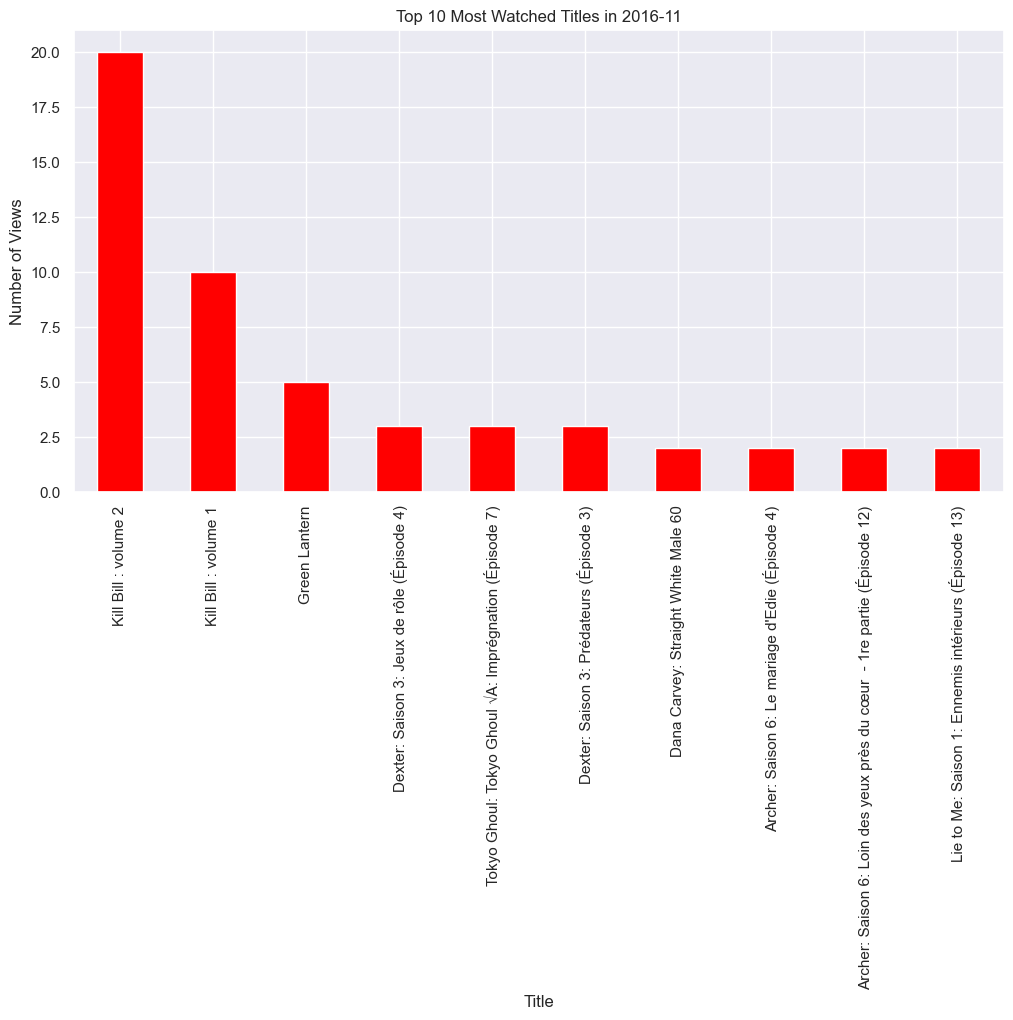 Top 10 Most Watched Titles in 2016-11
Number of Views
20.0
17.5
15.0
12.5
10.0
7.5
5.0
2.5
0.0
Kill Bill : volume 2
Kill Bill : volume 1
Green Lantern
Dexter: Saison 3: Jeux de rôle (Épisode 4)
Tokyo Ghoul: Tokyo Ghoul √A: Imprégnation (Épisode 7)
Dexter: Saison 3: Prédateurs (Épisode 3)
Dana Carvey: Straight White Male 60
Archer: Saison 6: Le mariage d'Edie (Épisode 4)
Archer: Saison 6: Loin des yeux près du cœur  - 1re partie (Épisode 12)
Lie to Me: Saison 1: Ennemis intérieurs (Épisode 13)
Title